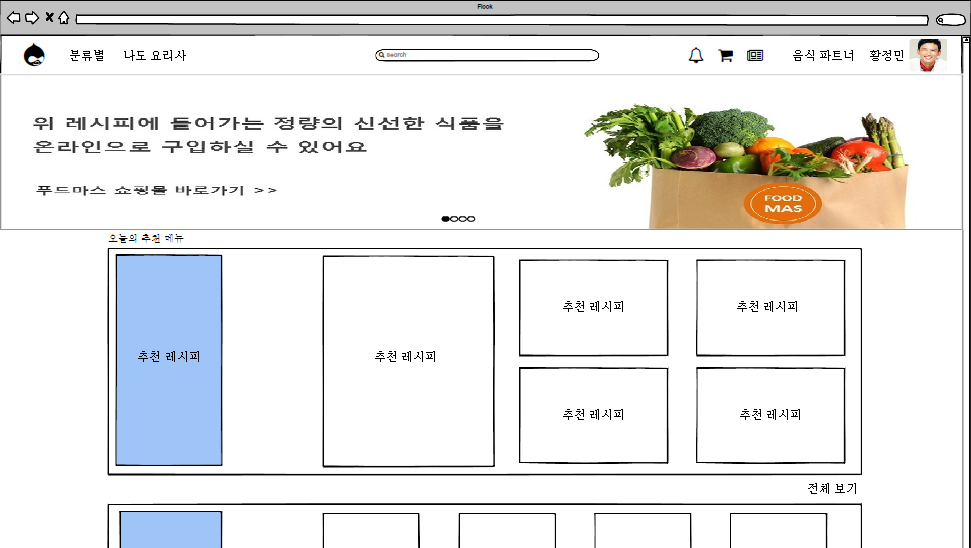 Flook
분류별 나도 요리사 Search 음식 파트너 황정민
위 레시피에 들어가는 정량의 신선한 식품을
온라인으로 구입하실 수 있어요
푸드마스 쇼핑몰 바로가기 >>
FOOD
MAS
오늘의 추천 메뉴
추천 레시피
추천 레시피
추천 레시피
추천 레시피
추천 레시피
추천 레시피
전체 보기